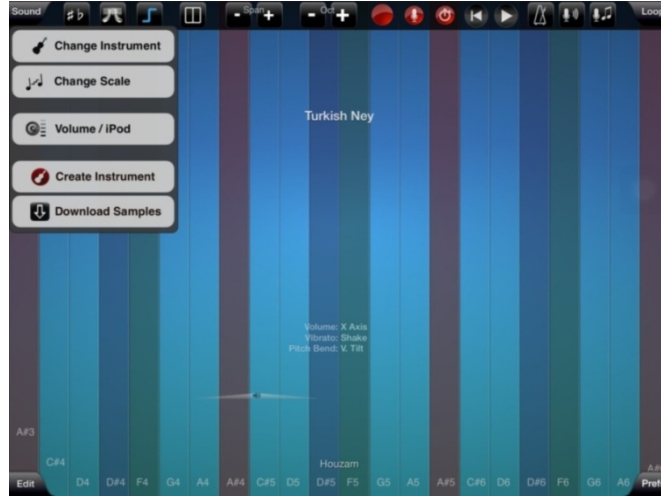 Sound
♯♭
- Span +
- Oct +
Loop
Change Instrument
Change Scale
Volume / iPod
Create Instrument
Download Samples
Turkish Ney
Volume: X Axis
Vibrato: Shake
Pitch Bend: V. Tilt
A#3
C#4
Houzam
A#
Edit
D4 D#4 F4 G4 A4 A#4 C#5 D5 D#5 F5 G5 A5 A#5 C#6 D6 D#6 F6 G6 A6
Pref